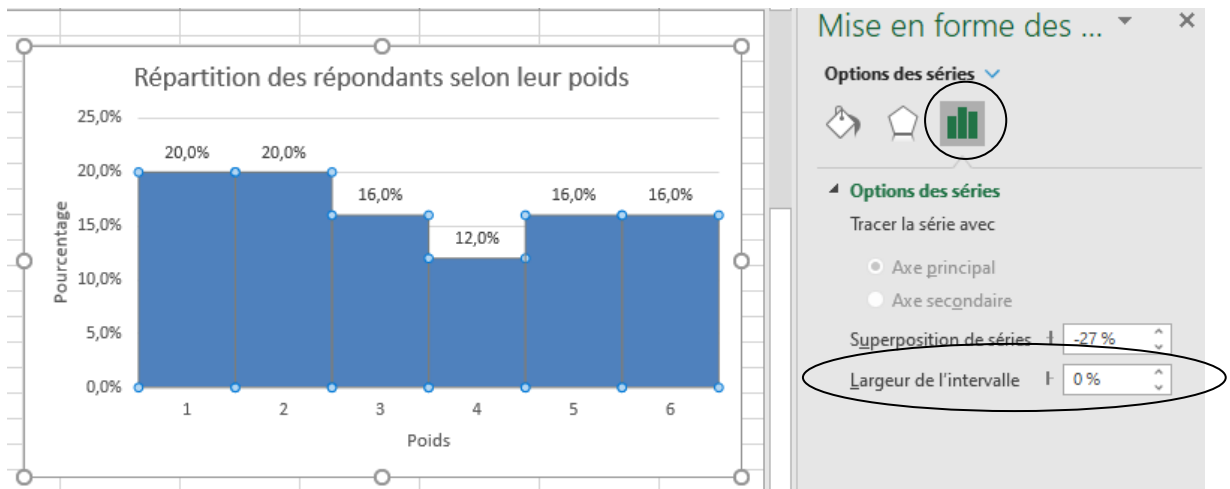 Répartition des répondants selon leur poids
25,0%
20,0%
15,0%
10,0%
5,0%
0,0%
Pourcentage
20,0%
20,0%
16,0%
12,0%
16,0%
16,0%
1
2
3
4
5
6
Poids
Mise en forme des ...
Options des séries
Options des séries
Tracer la série avec
Axe principal
Axe secondaire
Superposition de séries -27 %
Largeur de l'intervalle 0 %